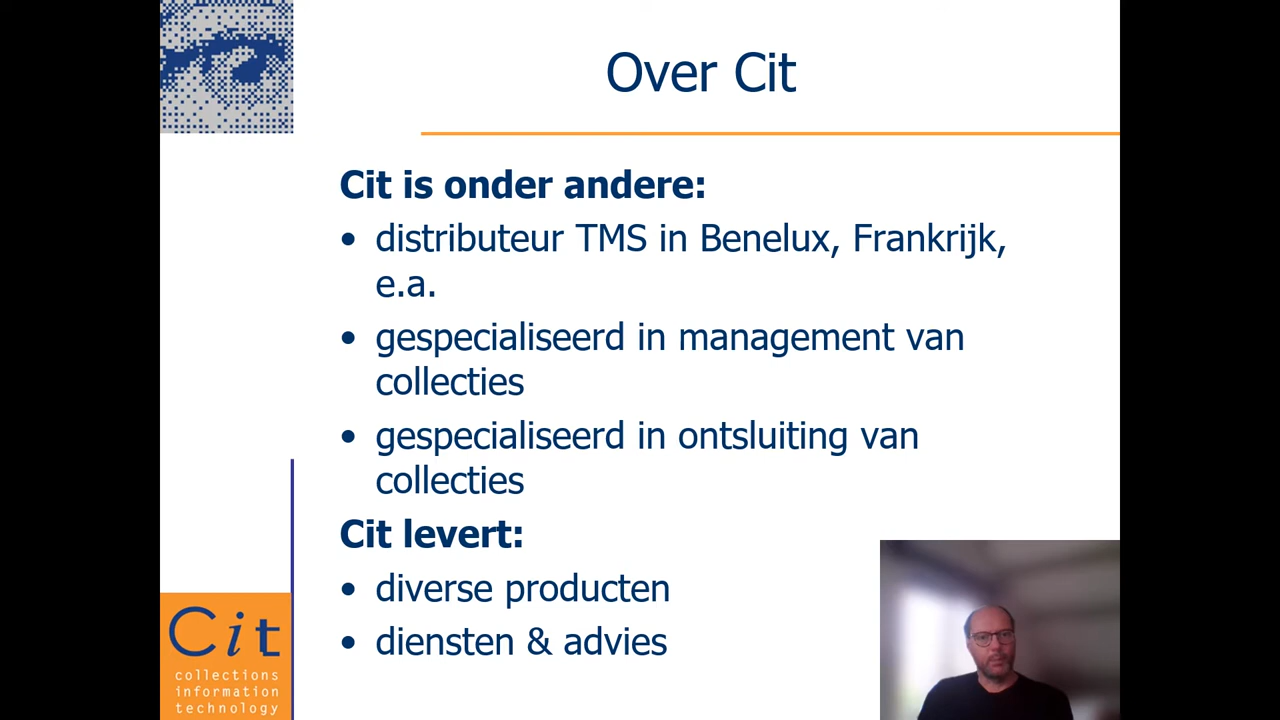 Over Cit
Cit is onder andere:
• distributeur TMS in Benelux, Frankrijk,
e.a.
• gespecialiseerd in management van
collecties
• gespecialiseerd in ontsluiting van
collecties
Cit levert:
• diverse producten
• diensten & advies
Cit
collections
information
technology